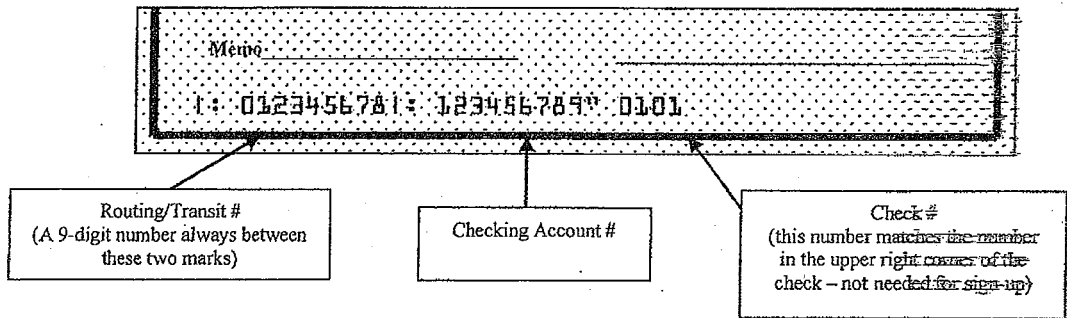 Memo
|: 012345678|: 123456789" 0101
Routing/Transit #
(A 9-digit number always between
these two marks)
Checking Account #
Check #
(this number matches the number
in the upper right corner of the
check – not needed for sign-up)